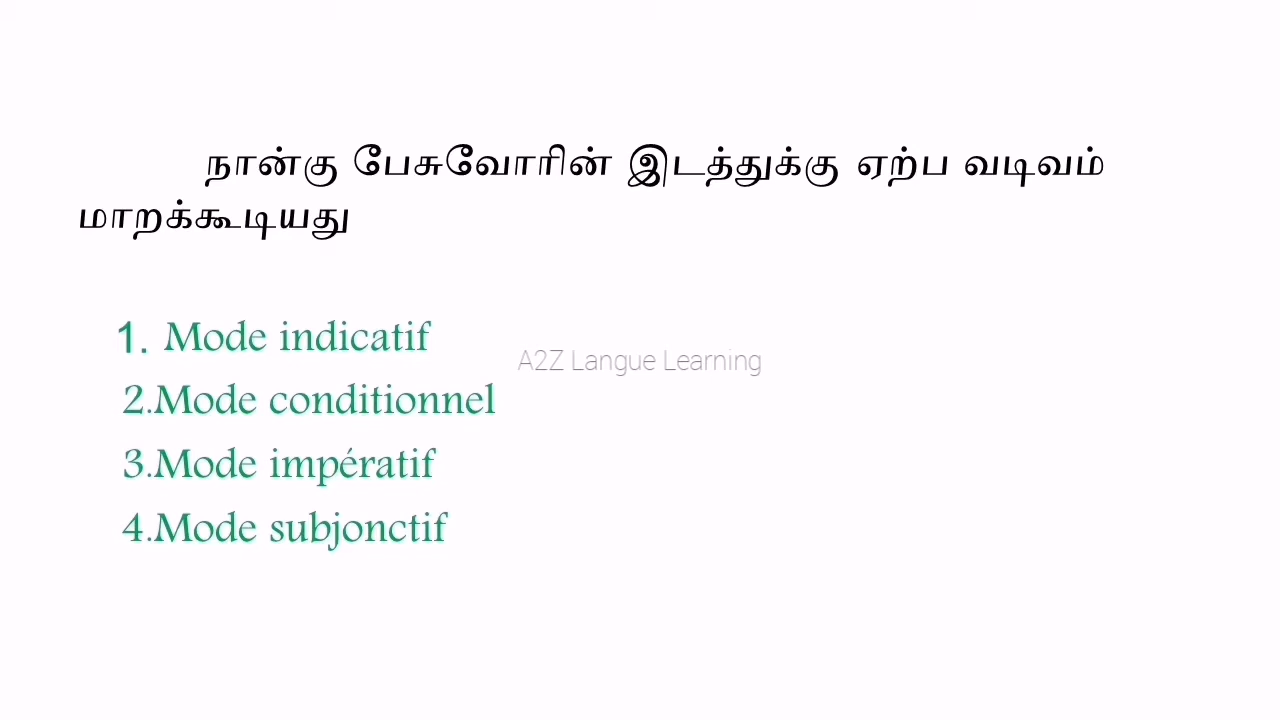 நான்கு பேசுவோரின் இடத்துக்கு ஏற்ப வடிவம்
மாறக்கூடியது
1. Mode indicatif
A2Z Langue Learning
2.Mode conditionnel
3.Mode impératif
4.Mode subjonctif